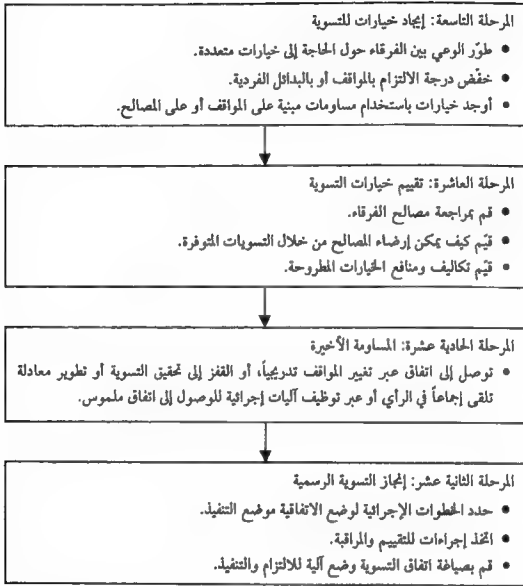 المرحلة التاسعة: إيجاد خيارات للتسوية
● طوّر الوعي بين الفرقاء حول الحاجة إلى خيارات متعددة.
● خفّض درجة الالتزام بالمواقف أو بالبدائل الفردية.
● أوجد خيارات باستخدام مساومات مبنية على المواقف أو على المصالح.
المرحلة العاشرة: تقييم خيارات التسوية
● قم بمراجعة مصالح الفرقاء.
● قيّم كيف يمكن إرضاء المصالح من خلال التسويات المتوفرة.
● قيّم تكاليف ومنافع الخيارات المطروحة.
المرحلة الحادية عشرة: المساومة الأخيرة
● توصل إلى اتفاق عبر تغيير المواقف تدريجياً، أو القفز إلى تحقيق التسوية أو تطوير معادلة
تلقى إجماعاً في الرأي أو عبر توظيف آليات إجرائية للوصول إلى اتفاق ملموس.
المرحلة الثانية عشر: إنجاز التسوية الرسمية
● حدد الخطوات الإجرائية لوضع الاتفاقية موضع التنفيذ.
● اتخذ إجراءات للتقييم والمراقبة.
● قم بصياغة اتفاق التسوية وضع آلية للالتزام والتنفيذ.